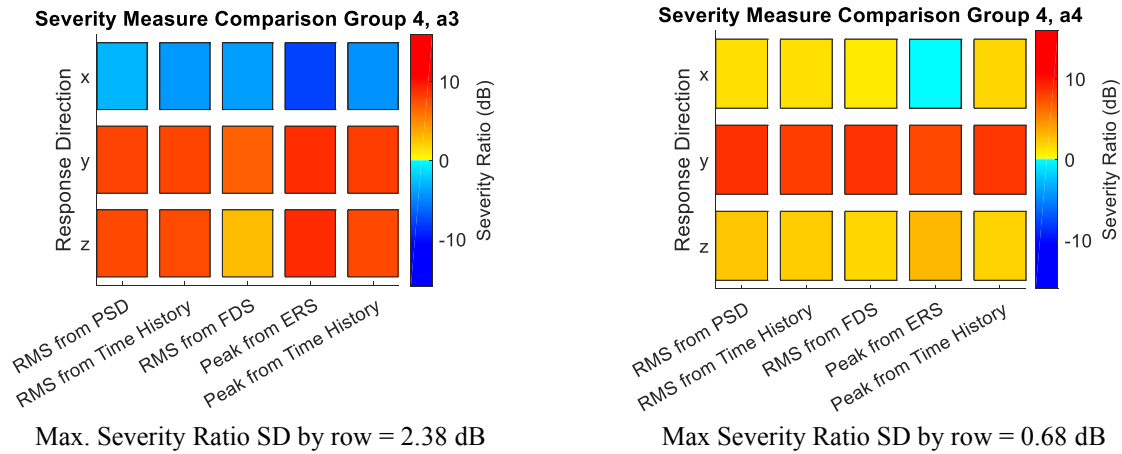 Severity Measure Comparison Group 4, a3
Response Direction
x
y
z
RMS from PSD
RMS from Time History
RMS from FDS
Peak from ERS
Peak from Time History
10
0
-10
Severity Ratio (dB)
Max. Severity Ratio SD by row = 2.38 dB
Severity Measure Comparison Group 4, a4
Response Direction
x
y
z
RMS from PSD
RMS from Time History
RMS from FDS
Peak from ERS
Peak from Time History
10
0
-10
Severity Ratio (dB)
Max Severity Ratio SD by row = 0.68 dB